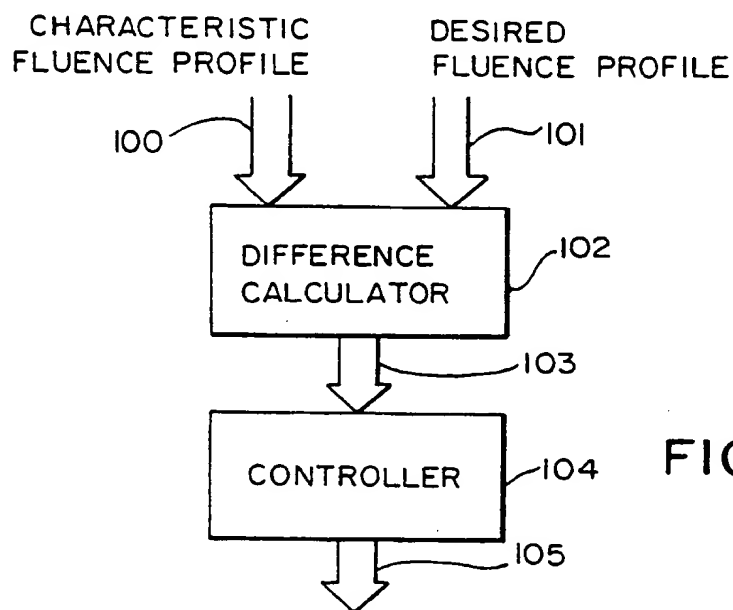 CHARACTERISTIC
FLUENCE PROFILE
DESIRED
FLUENCE PROFILE
100
101
DIFFERENCE
CALCULATOR
102
103
CONTROLLER
104
105